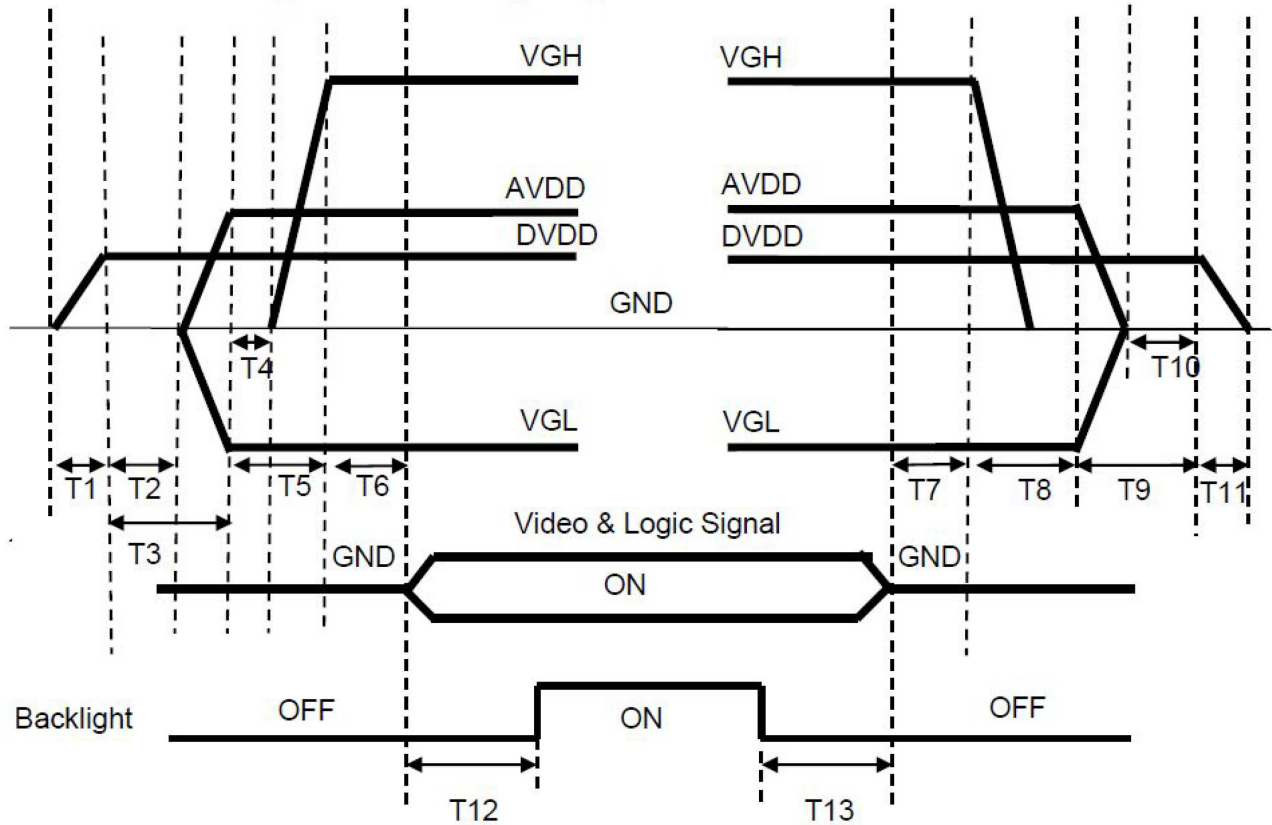 VGH VGH
AVDD AVDD
DVDD DVDD
GND
T4 T10
VGL VGL
T1 T2 T5 T6 T7 T8 T9 T11
Video & Logic Signal
T3
GND GND
ON
OFF ON OFF
Backlight
T12 T13